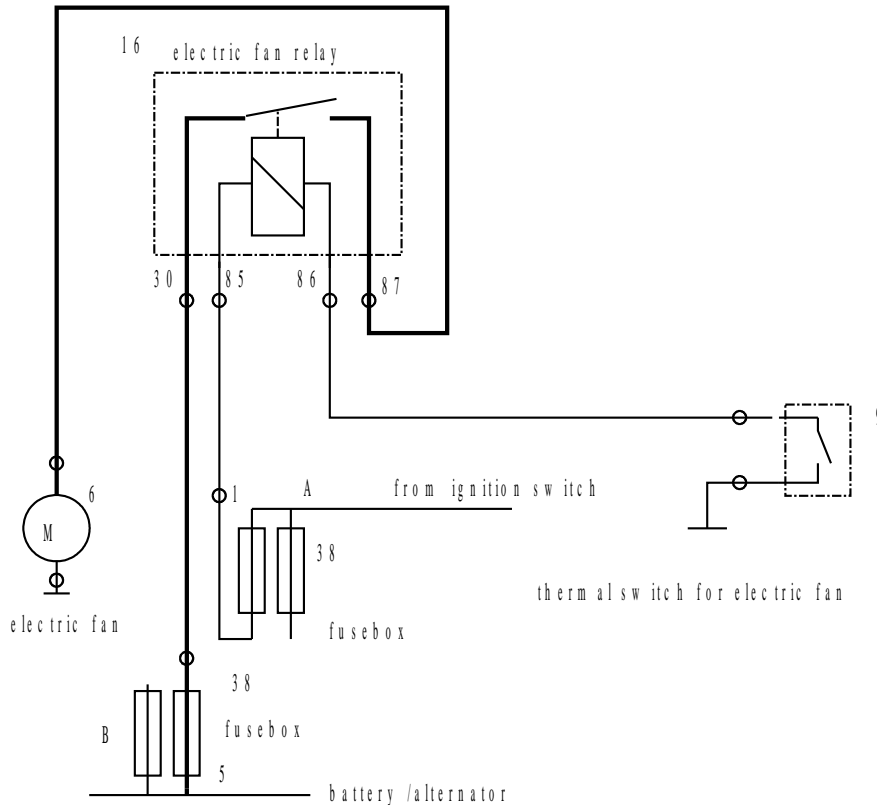 16 electric fan relay
30 85 86 87
6
1 A from ignition switch
M
38
thermal switch for electric fan
electric fan
fusebox
38
B fusebox
5
battery/alternator